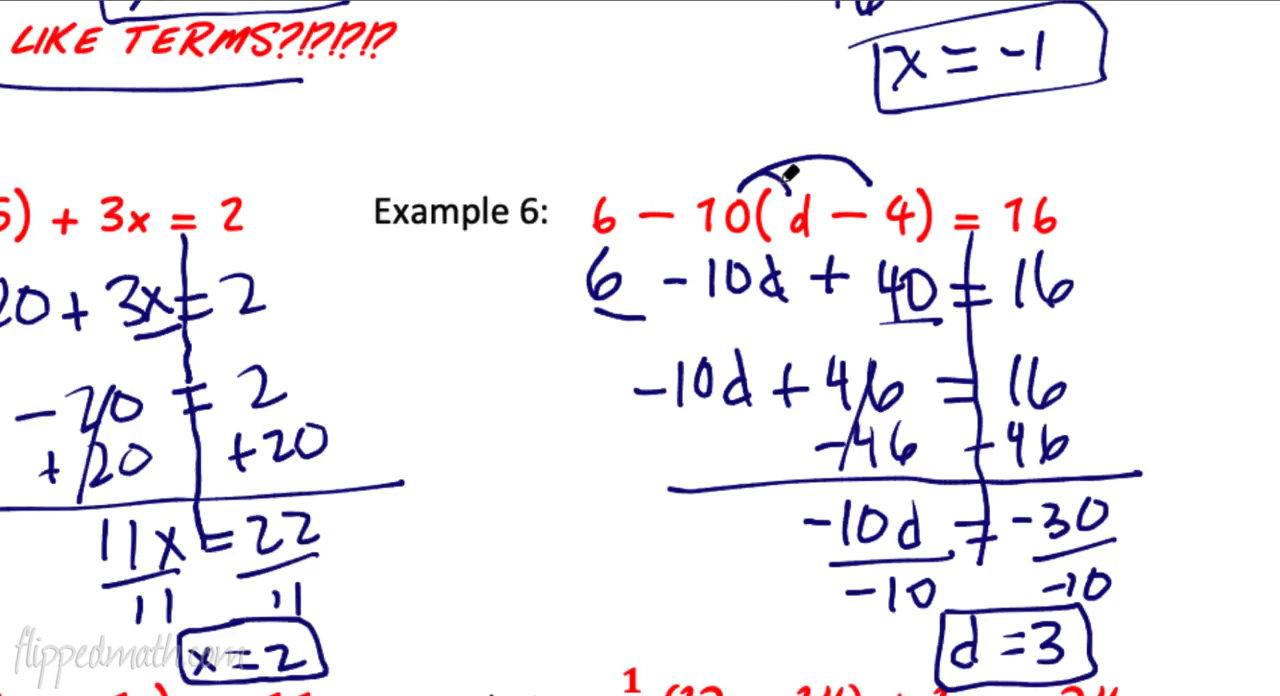 LIKE TERMS?!?!?!?
x = -1
5) + 3x = 2
20 + 3x = 2
- 20 = 2
+ 20 +20
11x = 22
11 11
x = 2
flippedmath.com
Example 6: 6 - 10(d - 4) = 16
6 -10d + 40 = 16
-10d + 46 = 16
-46 -46
-10d = -30
-10 -10
d = 3